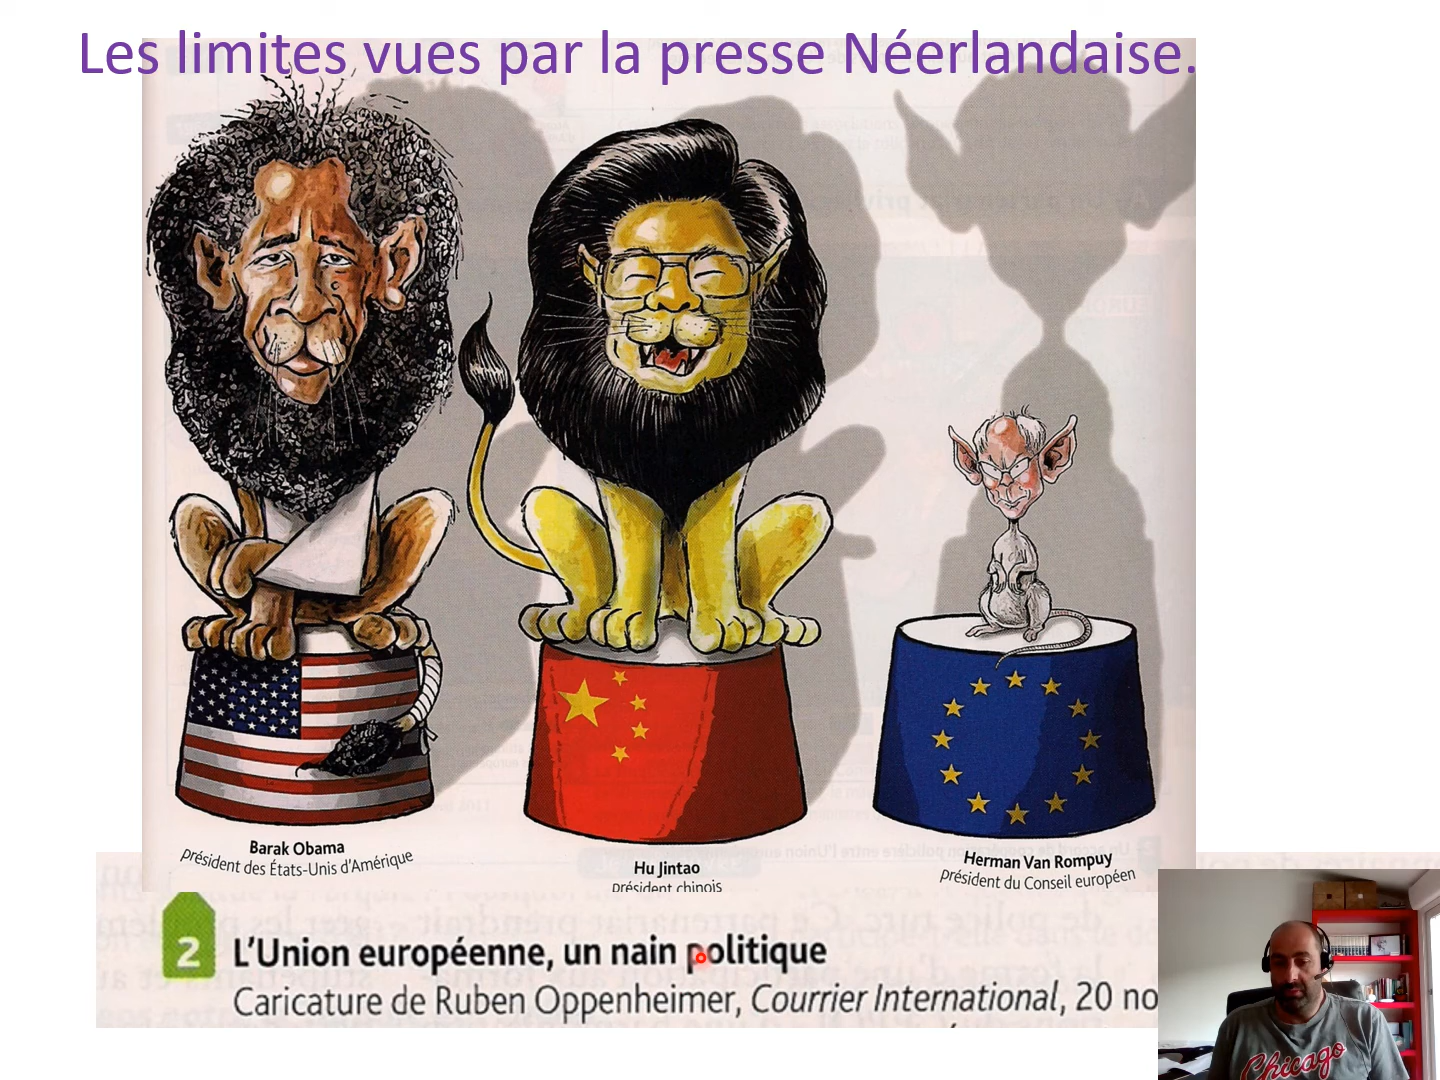 Les limites vues par la presse Néerlandaise.
Barak Obama
président des États-Unis d'Amérique
Hu Jintao
président chinois
Herman Van Rompuy
président du Conseil européen
2
L'Union européenne, un nain politique
Caricature de Ruben Oppenheimer, Courrier International, 20 no
Chicago